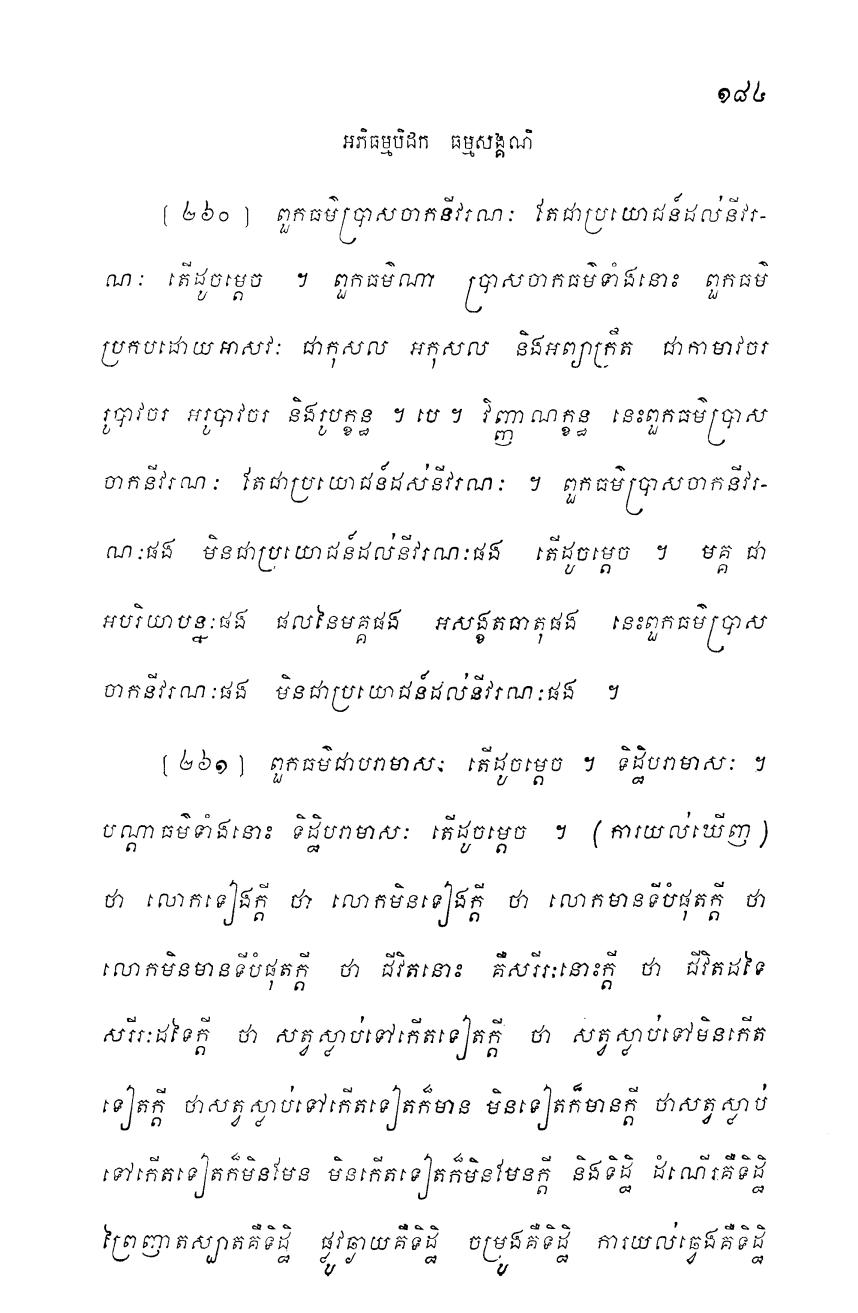 ១៨៤
អភិធម្មបិដក ធម្មសង្គណិ
[ ២៦០ ] ពួកធម៌ប្រាសចាកនីវរណៈ តែជាប្រយោជន៍ដល់នីវរ-
ណៈ តើដូចម្តេច ។ ពួកធម៌ណា ប្រាសចាកធម៌ទាំងនោះ ពួកធម៌
ប្រកបដោយអាសវៈ ជាកុសល អកុសល និងអព្យាក្រឹត ជាកាមាវចរ
រូបាវចរ អរូបាវចរ និងរូបក្ខន្ធ ។ បេ ។ វិញ្ញាណក្ខន្ធ នេះពួកធម៌ប្រាស
ចាកនីវរណៈ តែជាប្រយោជន៍ដល់នីវរណៈ ។ ពួកធម៌ប្រាសចាកនីវរ-
ណៈផង មិនជាប្រយោជន៍ដល់នីវរណៈផង តើដូចម្តេច ។ មគ្គ ជា
អបរិយាបន្នៈផង ផលនៃមគ្គផង អសង្ខតធាតុផង នេះពួកធម៌ប្រាស
ចាកនីវរណៈផង មិនជាប្រយោជន៍ដល់នីវរណៈផង ។
[ ២៦១ ] ពួកធម៌ជាបរាមាសៈ តើដូចម្តេច ។ ទិដ្ឋិបរាមាសៈ ។
បណ្តាធម៌ទាំងនោះ ទិដ្ឋិបរាមាសៈ តើដូចម្តេច ។ (ការយល់ឃើញ)
ថា លោកទៀងក្តី ថា លោកមិនទៀងក្តី ថា លោកមានទីបំផុតក្តី ថា
លោកមិនមានទីបំផុតក្តី ថា ជីវិតនោះ គឺសរីរៈនោះក្តី ថា ជីវិតដទៃ
សរីរៈដទៃក្តី ថា សត្វស្លាប់ទៅកើតទៀតក្តី ថា សត្វស្លាប់ទៅមិនកើត
ទៀតក្តី ថាសត្វស្លាប់ទៅកើតទៀតក៏មាន មិនទៀតក៏មានក្តី ថាសត្វស្លាប់
ទៅកើតទៀតក៏មិនមែន មិនកើតទៀតក៏មិនមែនក្តី និងទិដ្ឋិ ដំណើរគឺទិដ្ឋិ
ព្រៃញាតស្បាតគឺទិដ្ឋិ ផ្លូវឆ្ងាយគឺទិដ្ឋិ ចម្រូងគឺទិដ្ឋិ ការយល់ឆ្វេងគឺទិដ្ឋិ